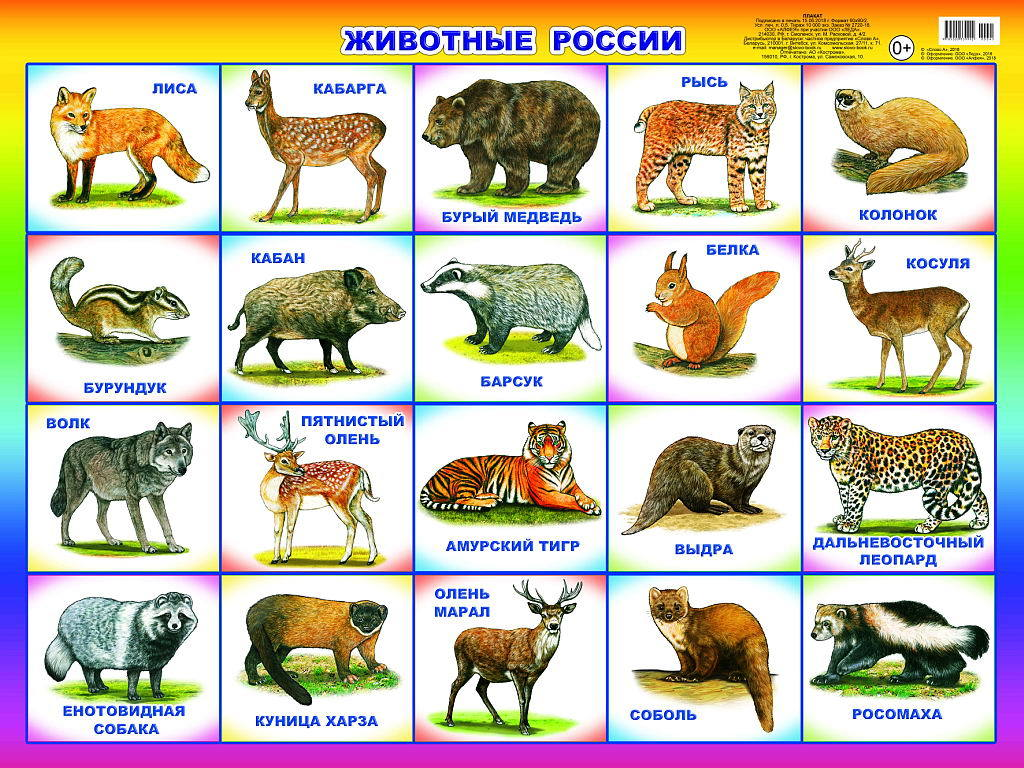 ЖИВОТНЫЕ РОССИИ
ПЛАКАТ
0+
ЛИСА
КАБАРГА
БУРЫЙ МЕДВЕДЬ
РЫСЬ
КОЛОНОК
БУРУНДУК
КАБАН
БАРСУК
БЕЛКА
КОСУЛЯ
ВОЛК
ПЯТНИСТЫЙ
ОЛЕНЬ
АМУРСКИЙ ТИГР
ВЫДРА
ДАЛЬНЕВОСТОЧНЫЙ
ЛЕОПАРД
ЕНОТОВИДНАЯ
СОБАКА
КУНИЦА ХАРЗА
ОЛЕНЬ
МАРАЛ
СОБОЛЬ
РОСОМАХА